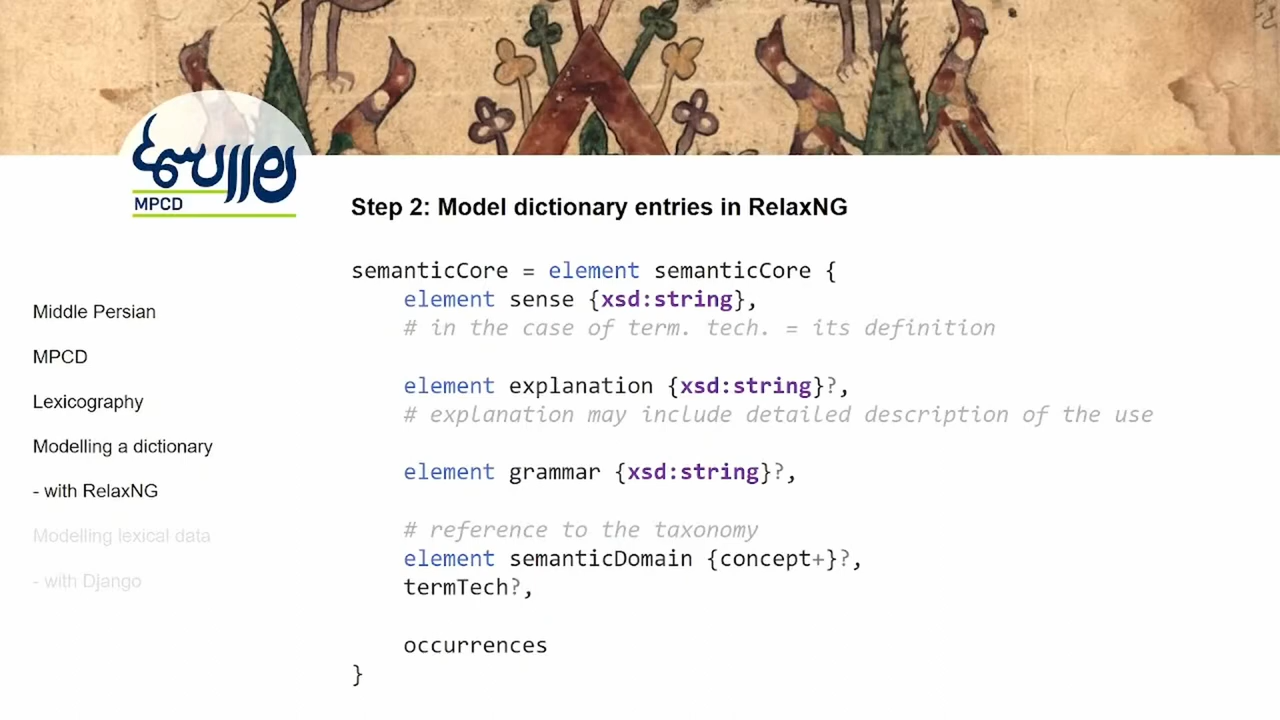 MPCD
Step 2: Model dictionary entries in RelaxNG
Middle Persian
MPCD
Lexicography
Modelling a dictionary
- with RelaxNG
Modelling lexical data
- with Django
semanticCore = element semanticCore {
    element sense {xsd:string},
    # in the case of term. tech. = its definition
    element explanation {xsd:string}?,
    # explanation may include detailed description of the use
    element grammar {xsd:string}?,
    # reference to the taxonomy
    element semanticDomain {concept+}?,
    termTech?,
    occurrences
}